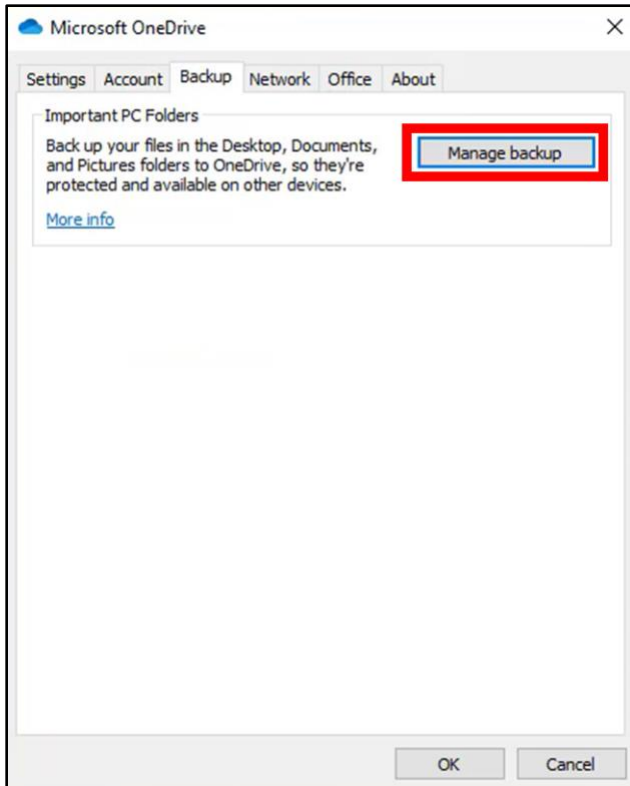 Microsoft OneDrive
Settings Account Backup Network Office About
Important PC Folders
Back up your files in the Desktop, Documents,
and Pictures folders to OneDrive, so they're
protected and available on other devices.
Manage backup
More info
OK Cancel